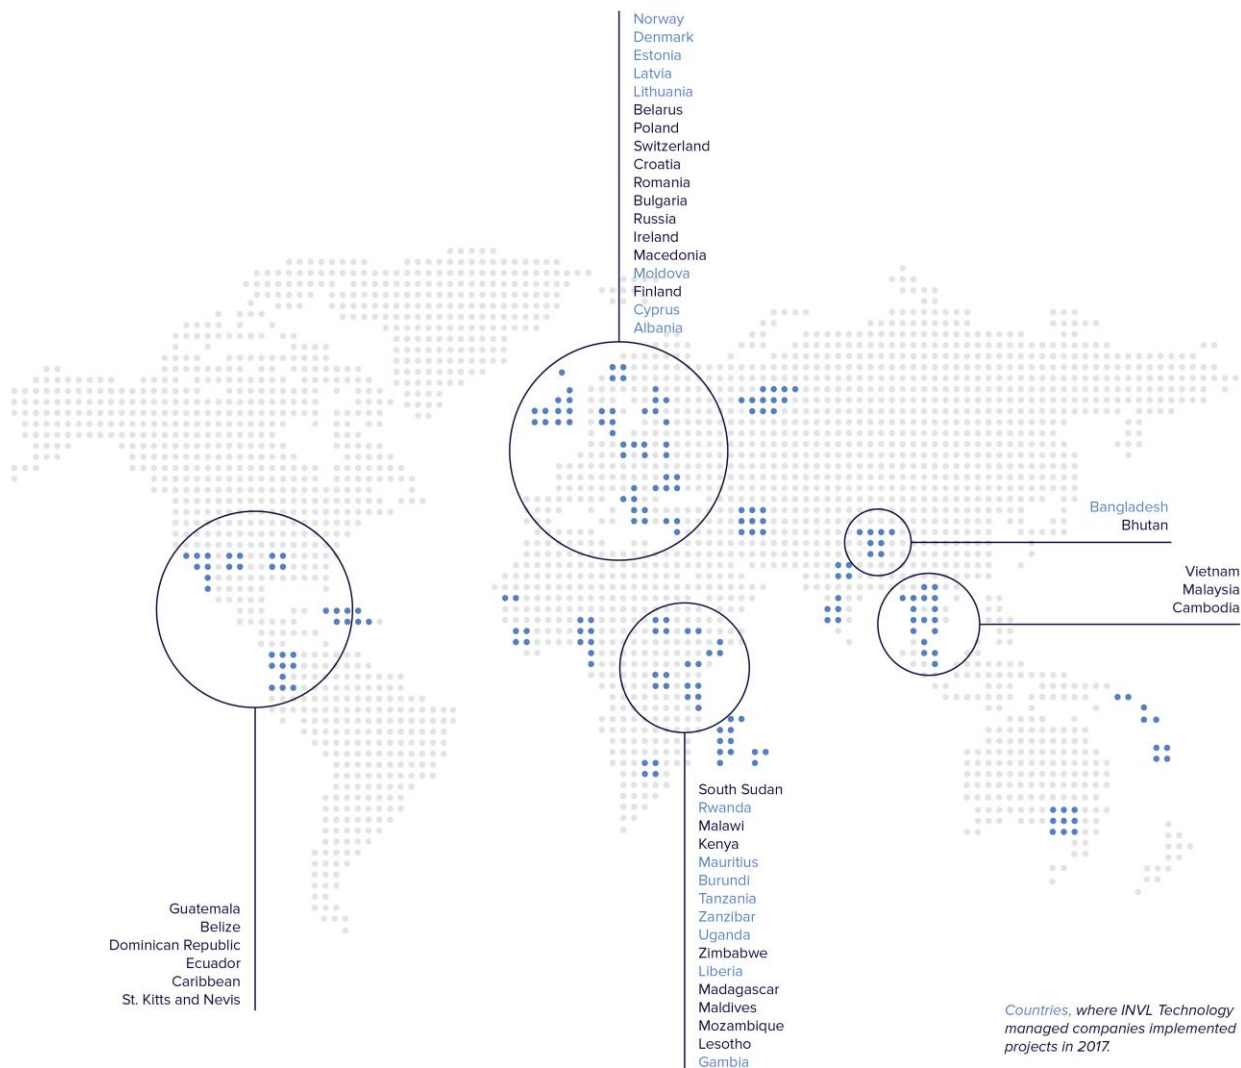 Norway
Denmark
Estonia
Latvia
Lithuania
Belarus
Poland
Switzerland
Croatia
Romania
Bulgaria
Russia
Ireland
Macedonia
Moldova
Finland
Cyprus
Albania
Bangladesh
Bhutan
Vietnam
Malaysia
Cambodia
South Sudan
Rwanda
Malawi
Kenya
Mauritius
Burundi
Tanzania
Zanzibar
Uganda
Zimbabwe
Liberia
Madagascar
Maldives
Mozambique
Lesotho
Gambia
Guatemala
Belize
Dominican Republic
Ecuador
Caribbean
St. Kitts and Nevis
Countries, where INVL Technology
managed companies implemented
projects in 2017.